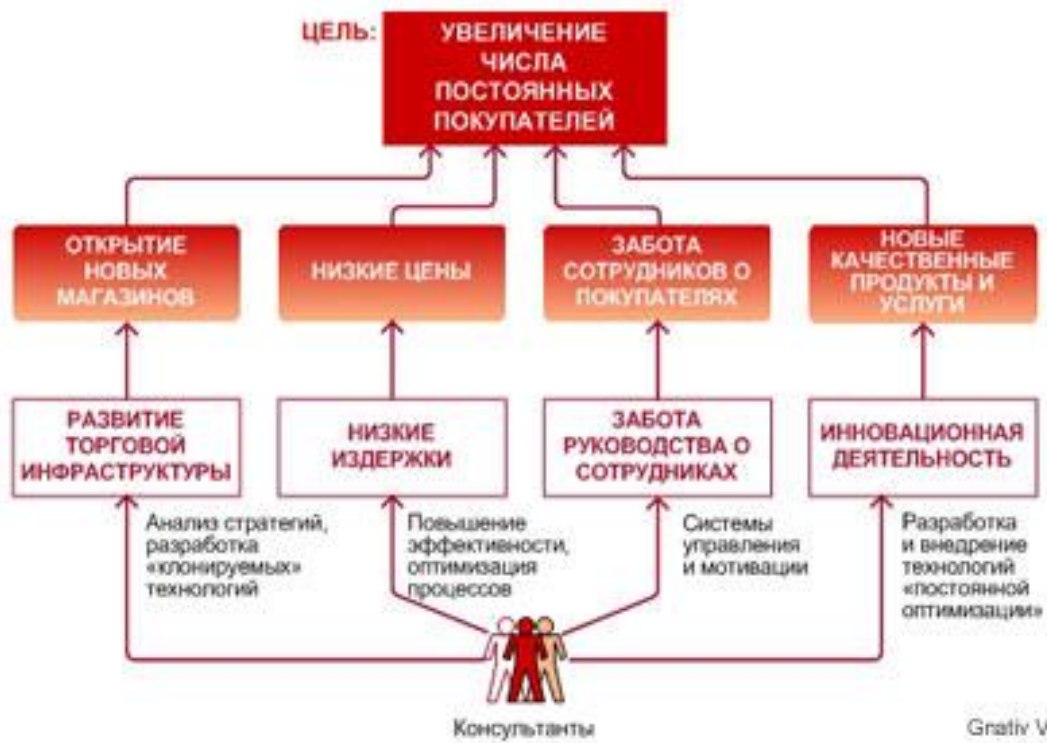 ЦЕЛЬ:
УВЕЛИЧЕНИЕ
ЧИСЛА
ПОСТОЯННЫХ
ПОКУПАТЕЛЕЙ
ОТКРЫТИЕ
НОВЫХ
МАГАЗИНОВ
НИЗКИЕ ЦЕНЫ
ЗАБОТА
СОТРУДНИКОВ О
ПОКУПАТЕЛЯХ
НОВЫЕ
КАЧЕСТВЕННЫЕ
ПРОДУКТЫ И
УСЛУГИ
РАЗВИТИЕ
ТОРГОВОЙ
ИНФРАСТРУКТУРЫ
НИЗКИЕ
ИЗДЕРЖКИ
ЗАБОТА
РУКОВОДСТВА О
СОТРУДНИКАХ
ИННОВАЦИОННАЯ
ДЕЯТЕЛЬНОСТЬ
Анализ стратегий,
разработка
«клонируемых»
технологий
Повышение
эффективности,
оптимизация
процессов
Системы
управления
и мотивации
Разработка
и внедрение
технологий
«постоянной
оптимизации»
Консультанты
Gnativ V